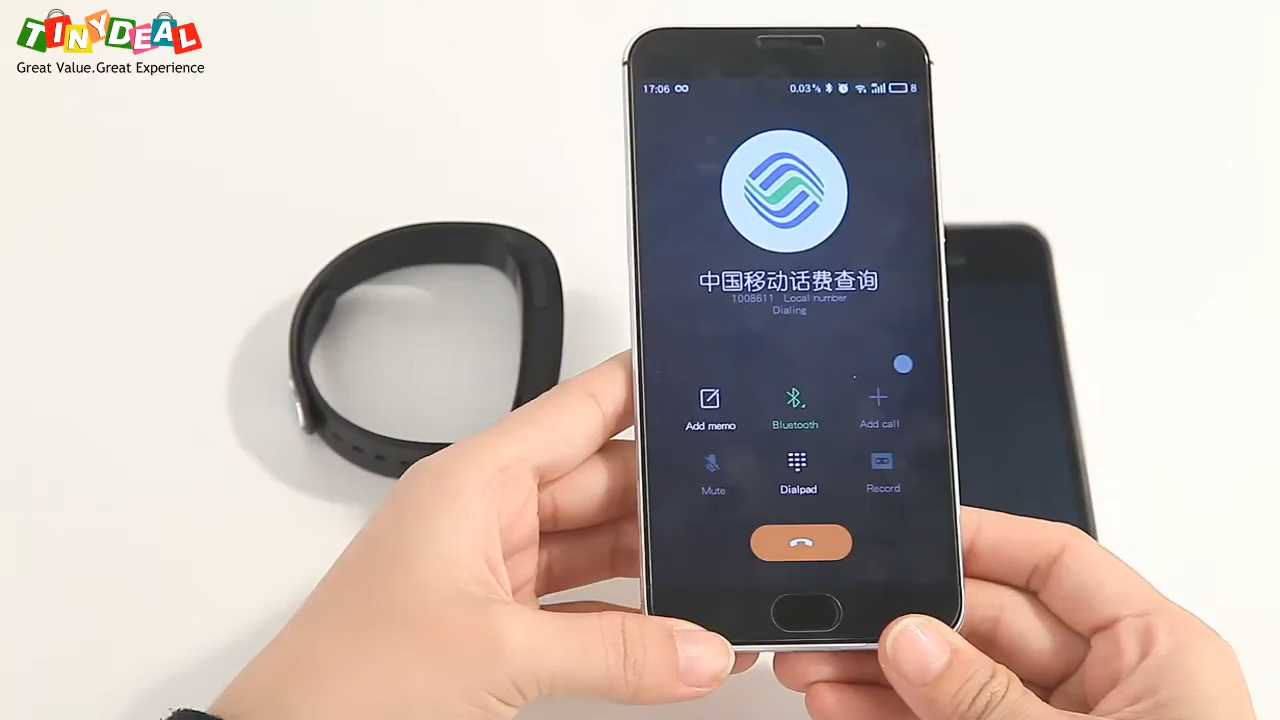 TINYDEAL
Great Value.Great Experience
17:06
0.03% 8
中国移动话费查询
1008611 Local number
Dialing
Add memo
Bluetooth
Add call
Mute
Dialpad
Record